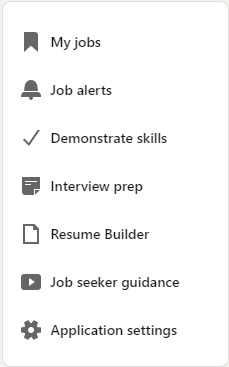 My jobs
Job alerts
Demonstrate skills
Interview prep
Resume Builder
Job seeker guidance
Application settings